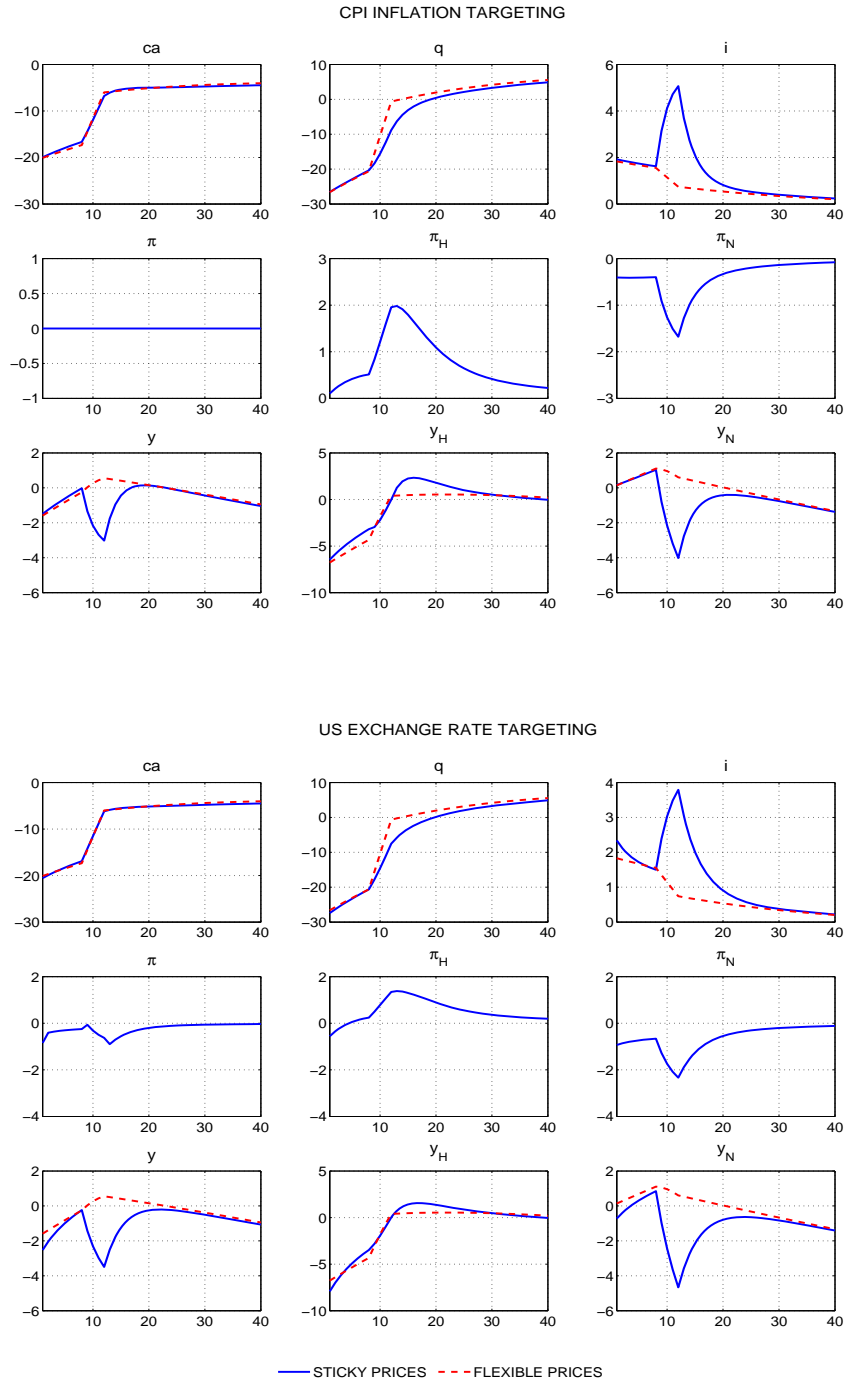 CPI INFLATION TARGETING
ca q i
0 10 6
−10 0 4
−20 −10 2
−20
−30 −30 0
10 20 30 40 10 20 30 40 10 20 30 40
π π_H π_N
1 3 0
0.5 2 −1
0
−0.5 1 −2
−1 0 −3
10 20 30 40 10 20 30 40 10 20 30 40
y y_H y_N
2 5 2
0 0 0
−2 −2
−4 −5 −4
−6 −10 −6
10 20 30 40 10 20 30 40 10 20 30 40
US EXCHANGE RATE TARGETING
ca q i
0 10 4
−10 0 3
−10 2
−20 −20 1
−30 −30 0
10 20 30 40 10 20 30 40 10 20 30 40
π π_H π_N
2 2 2
0 0 0
−2 −2 −2
−4 −4 −4
10 20 30 40 10 20 30 40 10 20 30 40
y y_H y_N
2 5 2
0 0 0
−2 −2
−4 −5 −4
−6 −10 −6
10 20 30 40 10 20 30 40 10 20 30 40
STICKY PRICES FLEXIBLE PRICES